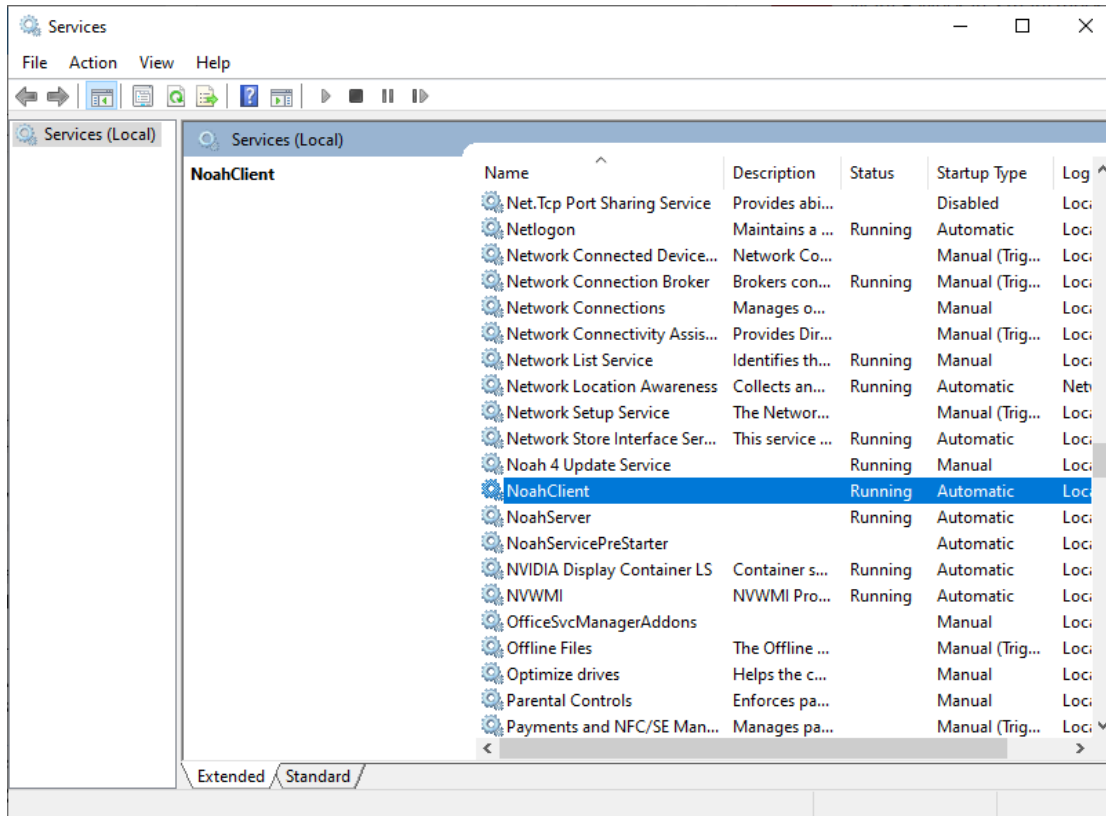 Services
File Action View Help
Services (Local)
Services (Local)
NoahClient
Name Description Status Startup Type Log
Net.Tcp Port Sharing Service Provides abi... Disabled Loca
Netlogon Maintains a ... Running Automatic Loca
Network Connected Device... Network Co... Manual (Trig... Loca
Network Connection Broker Brokers con... Running Manual (Trig... Loca
Network Connections Manages o... Manual Loca
Network Connectivity Assis... Provides Dir... Manual (Trig... Loca
Network List Service Identifies th... Running Manual Loca
Network Location Awareness Collects an... Running Automatic Netw
Network Setup Service The Networ... Manual (Trig... Loca
Network Store Interface Ser... This service ... Running Automatic Loca
Noah 4 Update Service Running Manual Loca
NoahClient Running Automatic Loca
NoahServer Running Automatic Loca
NoahServicePreStarter Automatic Loca
NVIDIA Display Container LS Container s... Running Automatic Loca
NVWMI NVWMI Pro... Running Automatic Loca
OfficeSvcManagerAddons Manual Loca
Offline Files The Offline ... Manual (Trig... Loca
Optimize drives Helps the c... Manual Loca
Parental Controls Enforces pa... Manual Loca
Payments and NFC/SE Man... Manages pa... Manual (Trig... Loca
Extended Standard